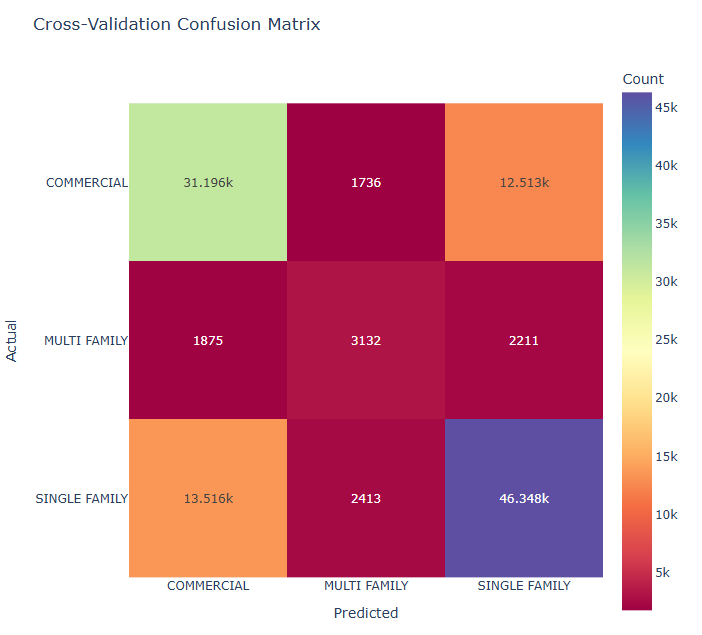 Cross-Validation Confusion Matrix
Count
45k
40k
35k
30k
25k
20k
15k
10k
5k
Actual
COMMERCIAL
31.196k
1736
12.513k
MULTI FAMILY
1875
3132
2211
SINGLE FAMILY
13.516k
2413
46.348k
COMMERCIAL
MULTI FAMILY
SINGLE FAMILY
Predicted